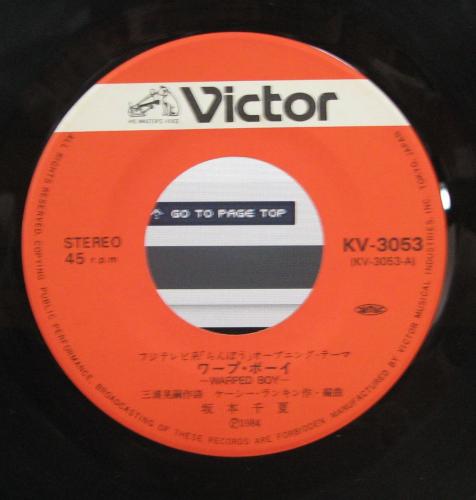 Victor
HIS MASTER'S VOICE
GO TO PAGE TOP
STEREO
45 r.p.m
KV-3053
(KV-3053-A)
フジテレビ系「らんぽう」オープニング・テーマ
ワープ・ボーイ
—WARPED BOY—
三浦晃嗣作詞 ケーシー・ランキン作・編曲
坂本千夏
Ⓟ1984
ALL RIGHTS RESERVED. COPYING, PUBLIC PERFORMANCE, BROADCASTING OF THESE RECORDS ARE FORBIDDEN. MANUFACTURED BY VICTOR MUSICAL INDUSTRIES, INC. TOKYO, JAPAN